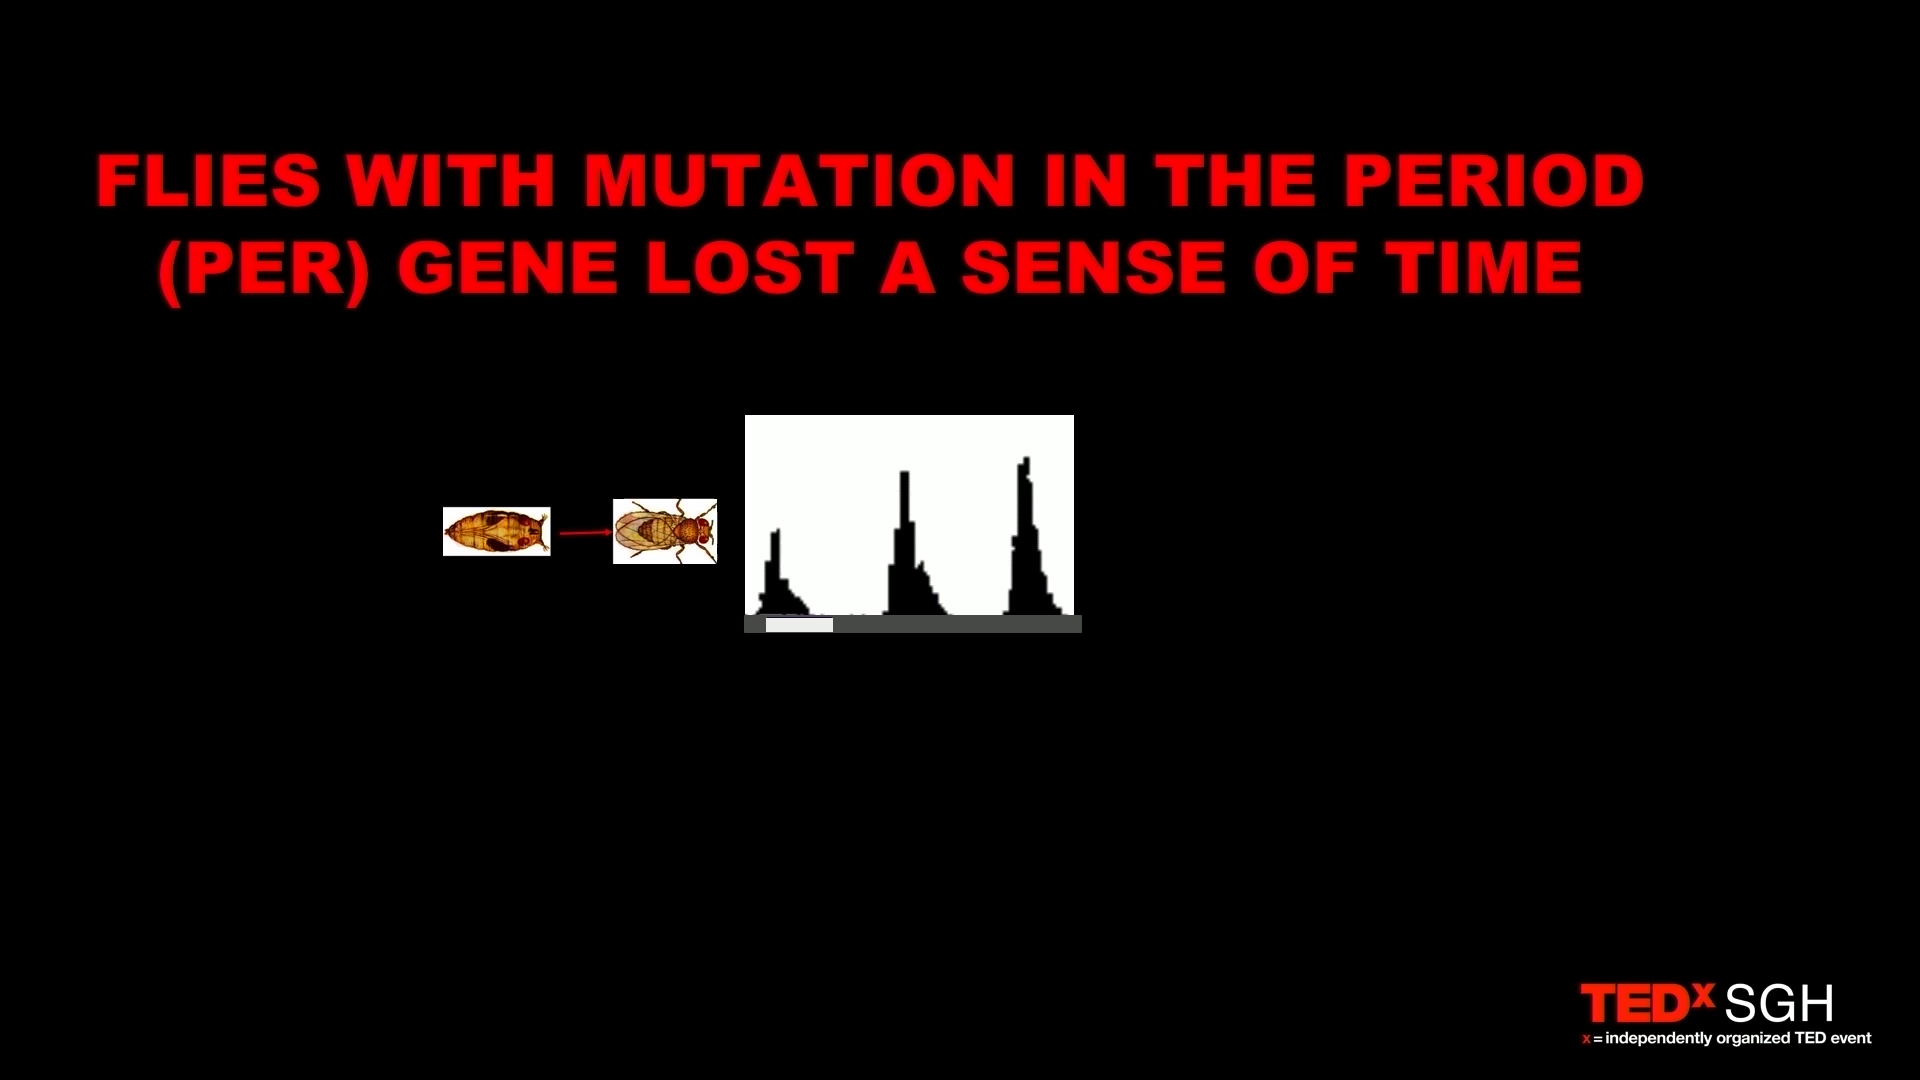 FLIES WITH MUTATION IN THE PERIOD
(PER) GENE LOST A SENSE OF TIME
TEDx SGH
x = independently organized TED event